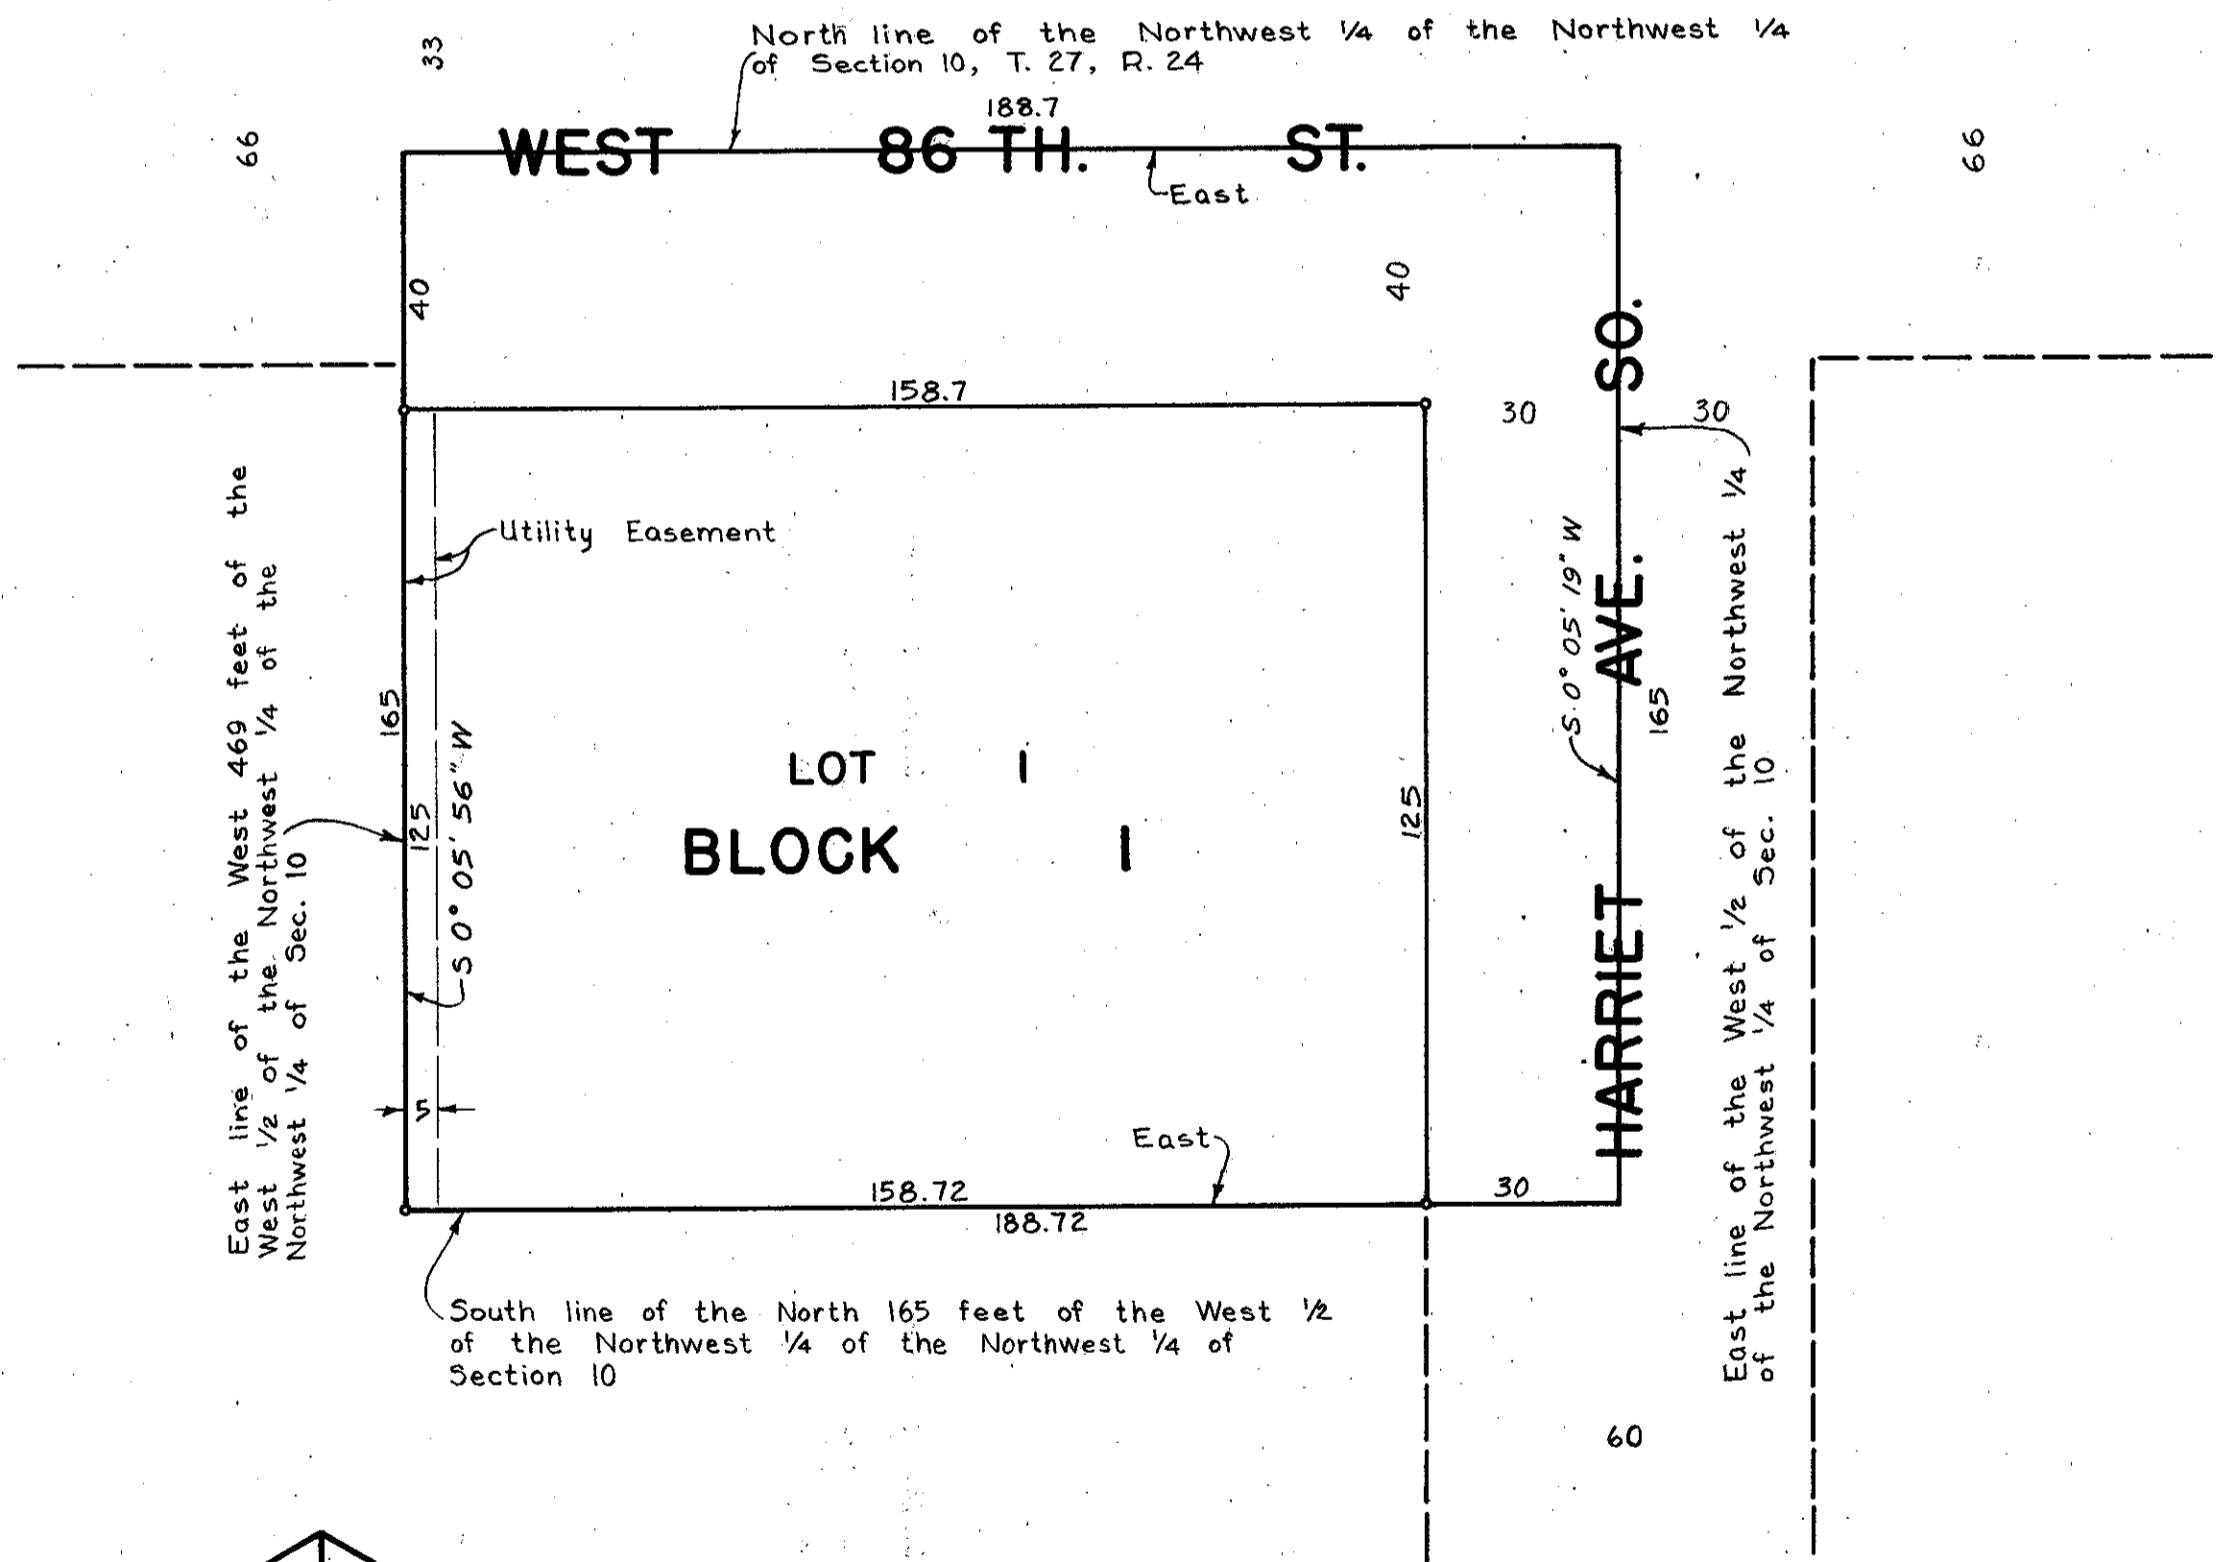 33
North line of the Northwest 1/4 of the Northwest 1/4
of Section 10, T. 27, R. 24
188.7
66
WEST 86 TH. ST.
66
East
40
40
158.7
30
30
SO.
Utility Easement
East line of the West 469 feet of the
West 1/2 of the Northwest 1/4 of the
Northwest 1/4 of Sec. 10
165
125
S 0° 05' 56" W
LOT 1
BLOCK 1
125
S. 0° 05' 19" W
HARRIET AVE.
165
East line of the West 1/2 of the Northwest 1/4
of the Northwest 1/4 of Sec. 10
5
East
158.72
30
188.72
South line of the North 165 feet of the West 1/2
of the Northwest 1/4 of the Northwest 1/4 of
Section 10
60